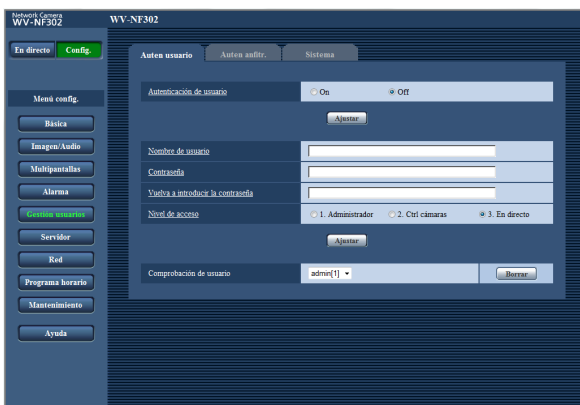 Network Camera
WV-NF302
WV-NF302
En directo
Config.
Menú config.
Básica
Imagen/Audio
Multipantallas
Alarma
Gestión usuarios
Servidor
Red
Programa horario
Mantenimiento
Ayuda
Auten usuario
Auten anfitr.
Sistema
Autenticación de usuario
On
Off
Ajustar
Nombre de usuario
Contraseña
Vuelva a introducir la contraseña
Nivel de acceso
1. Administrador
2. Ctrl cámaras
3. En directo
Ajustar
Comprobación de usuario
admin[1]
Borrar